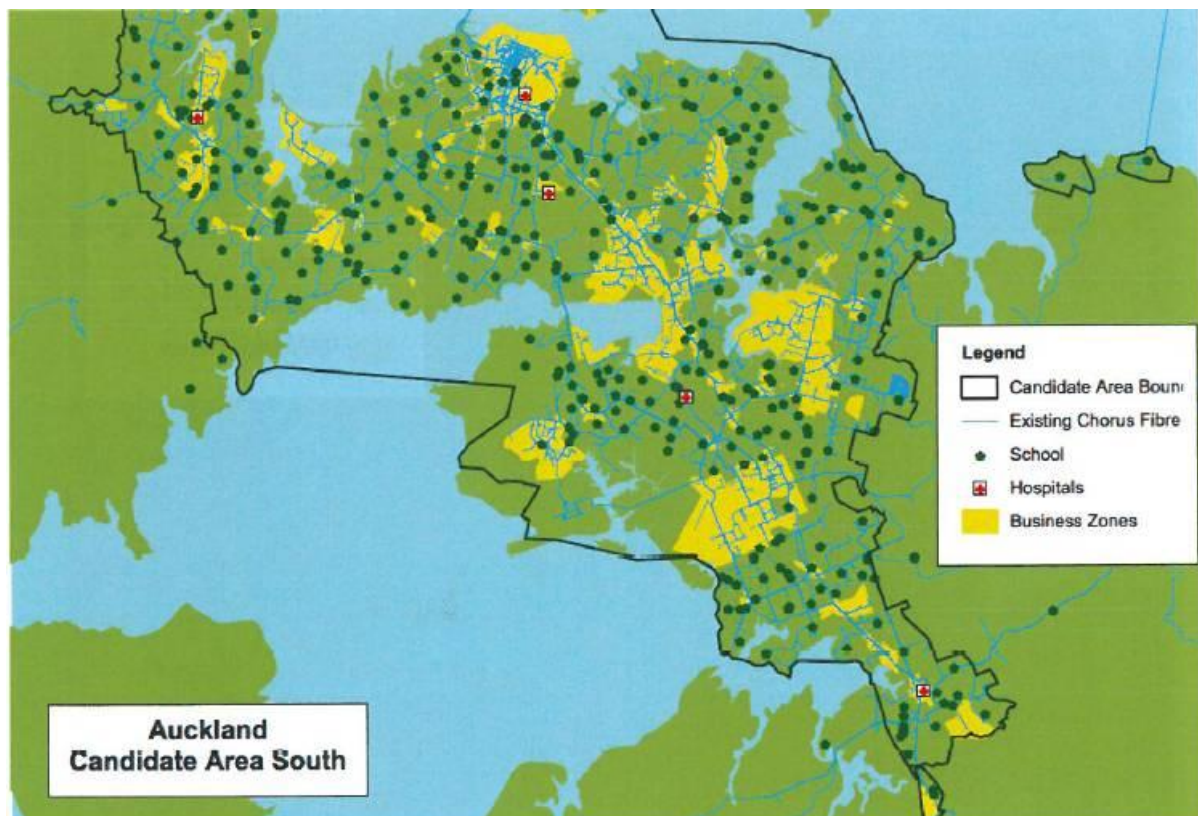 Legend
Candidate Area Boun
Existing Chorus Fibre
School
Hospitals
Business Zones
Auckland
Candidate Area South